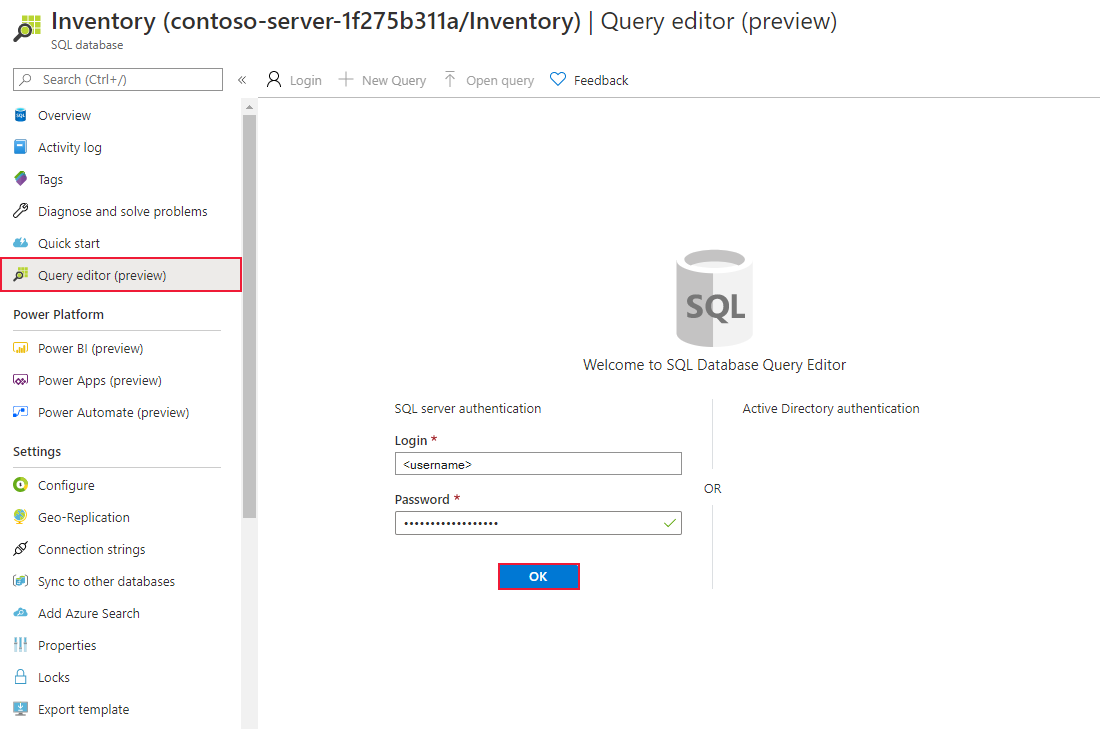 Inventory (contoso-server-1f275b311a/Inventory) | Query editor (preview)
SQL database
Search (Ctrl+/)
«
Login
New Query
Open query
Feedback
SQL
Overview
Activity log
Tags
Diagnose and solve problems
Quick start
Query editor (preview)
Power Platform
Power BI (preview)
Power Apps (preview)
Power Automate (preview)
Settings
Configure
Geo-Replication
Connection strings
Sync to other databases
Add Azure Search
Properties
Locks
Export template
SQL
Welcome to SQL Database Query Editor
SQL server authentication
Login *
<username>
Password *
••••••••••••••••••
OK
OR
Active Directory authentication